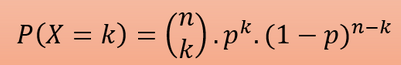 P(X = k) = (n k) . p^k . (1 − p)^{n−k}